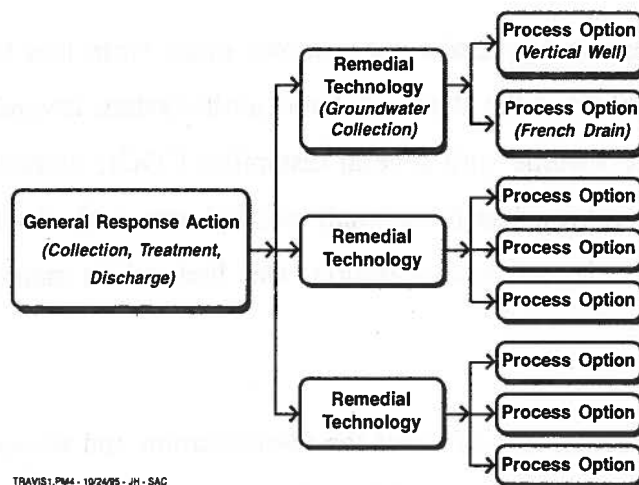 Process Option
(Vertical Well)
Remedial
Technology
(Groundwater
Collection)
Process Option
(French Drain)
General Response Action
(Collection, Treatment,
Discharge)
Remedial
Technology
Process Option
Process Option
Process Option
Remedial
Technology
Process Option
Process Option
Process Option
TRAVIS1.PM4 - 10/24/95 - JH - SAC